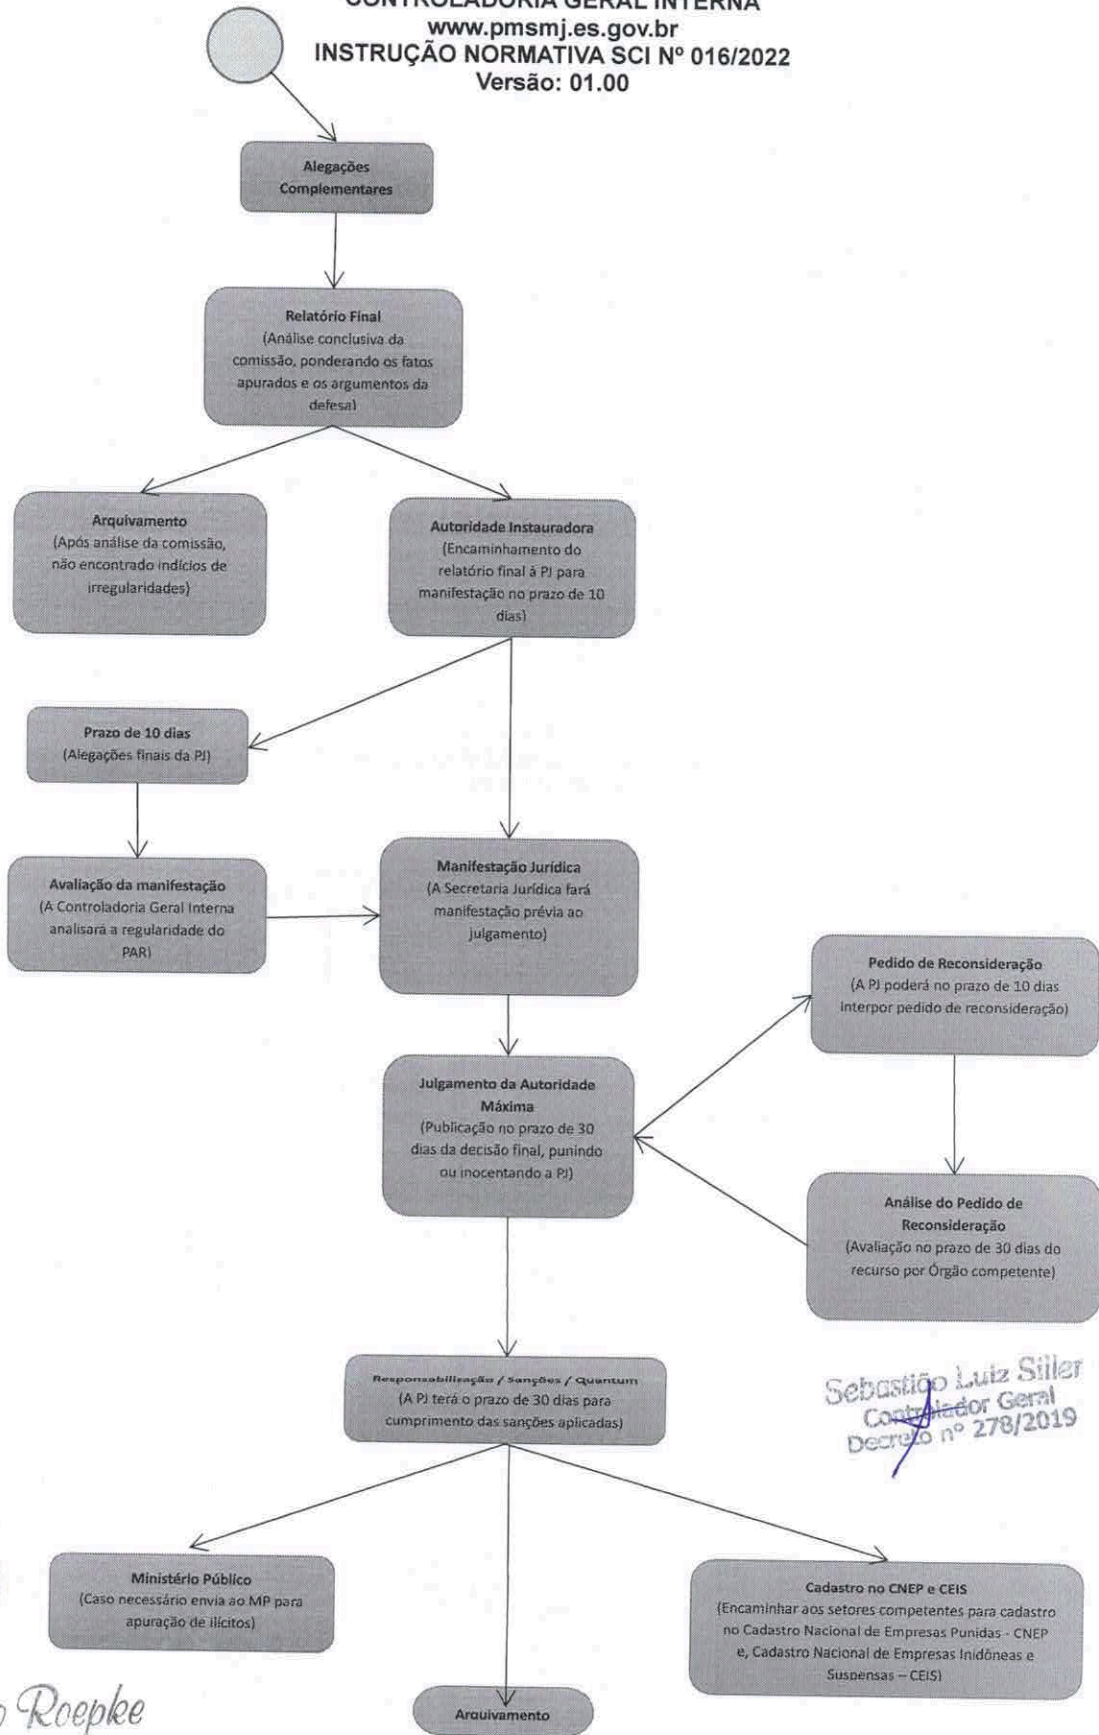 CONTROLADORIA GERAL INTERNA
www.pmsmj.es.gov.br
INSTRUÇÃO NORMATIVA SCI Nº 016/2022
Versão: 01.00
Alegações
Complementares
Relatório Final
(Análise conclusiva da
comissão, ponderando os fatos
apurados e os argumentos da
defesa)
Arquivamento
(Após análise da comissão,
não encontrado indícios de
irregularidades)
Autoridade Instauradora
(Encaminhamento do
relatório final à PJ para
manifestação no prazo de 10
dias)
Prazo de 10 dias
(Alegações finais da PJ)
Avaliação da manifestação
(A Controladoria Geral Interna
analisará a regularidade do
PAR)
Manifestação Jurídica
(A Secretaria Jurídica fará
manifestação prévia ao
julgamento)
Pedido de Reconsideração
(A PJ poderá no prazo de 10 dias
interpor pedido de reconsideração)
Julgamento da Autoridade
Máxima
(Publicação no prazo de 30
dias da decisão final, punindo
ou inocentando a PJ)
Análise do Pedido de
Reconsideração
(Avaliação no prazo de 30 dias do
recurso por Órgão competente)
Responsabilização / Sanções / Quantum
(A PJ terá o prazo de 30 dias para
cumprimento das sanções aplicadas)
Sebastião Luiz Siller
Controlador Geral
Decreto nº 278/2019
Ministério Público
(Caso necessário envia ao MP para
apuração de ilícitos)
Cadastro no CNEP e CEIS
(Encaminhar aos setores competentes para cadastro
no Cadastro Nacional de Empresas Punidas - CNEP
e, Cadastro Nacional de Empresas Inidôneas e
Suspensas – CEIS)
Roepke
Arquivamento